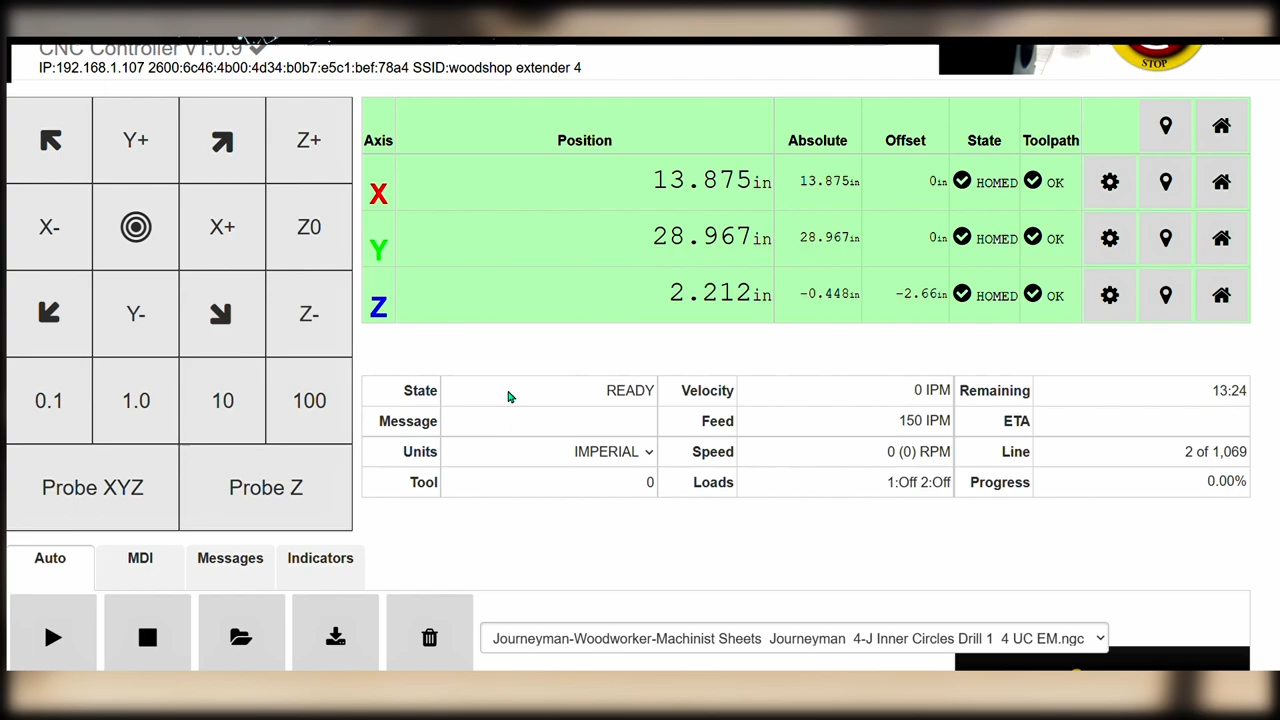 CNC Controller v1.0.9
IP:192.168.1.107 2600:6c46:4b00:4d34:b0b7:e5c1:bef:78a4 SSID:woodshop extender 4
STOP
Y+ Z+
X- X+ Z0
Y- Z-
0.1 1.0 10 100
Probe XYZ Probe Z
Axis Position Absolute Offset State Toolpath
X 13.875in 13.875in 0in HOMED OK
Y 28.967in 28.967in 0in HOMED OK
Z 2.212in -0.448in -2.66in HOMED OK
State READY Velocity 0 IPM Remaining 13:24
Message Feed 150 IPM ETA
Units IMPERIAL Speed 0 (0) RPM Line 2 of 1,069
Tool 0 Loads 1:Off 2:Off Progress 0.00%
Auto MDI Messages Indicators
Journeyman-Woodworker-Machinist Sheets Journeyman 4-J Inner Circles Drill 1 4 UC EM.ngc